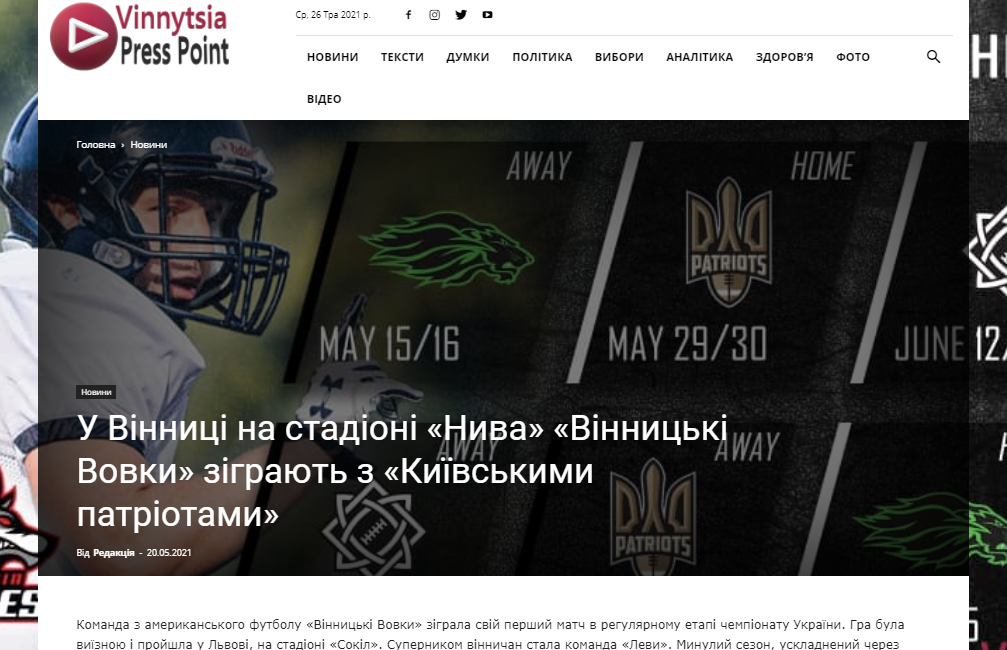 Vinnytsia
Press Point
Ср, 26 Тра 2021 р.
НОВИНИ ТЕКСТИ ДУМКИ ПОЛІТИКА ВИБОРИ АНАЛІТИКА ЗДОРОВ'Я ФОТО
ВІДЕО
Головна › Новини
Riddell
AWAY
HOME
PATRIOTS
MAY 15/16
MAY 29/30
JUNE 12/
Новини
У Вінниці на стадіоні «Нива» «Вінницькі
Вовки» зіграють з «Київськими
патріотами»
AWAY
AWAY
PATRIOTS
Від Редакція - 20.05.2021
Команда з американського футболу «Вінницькі Вовки» зіграла свій перший матч в регулярному етапі чемпіонату України. Гра була
виїзною і пройшла у Львові, на стадіоні «Сокіл». Суперником вінничан стала команда «Леви». Минулий сезон, ускладнений через